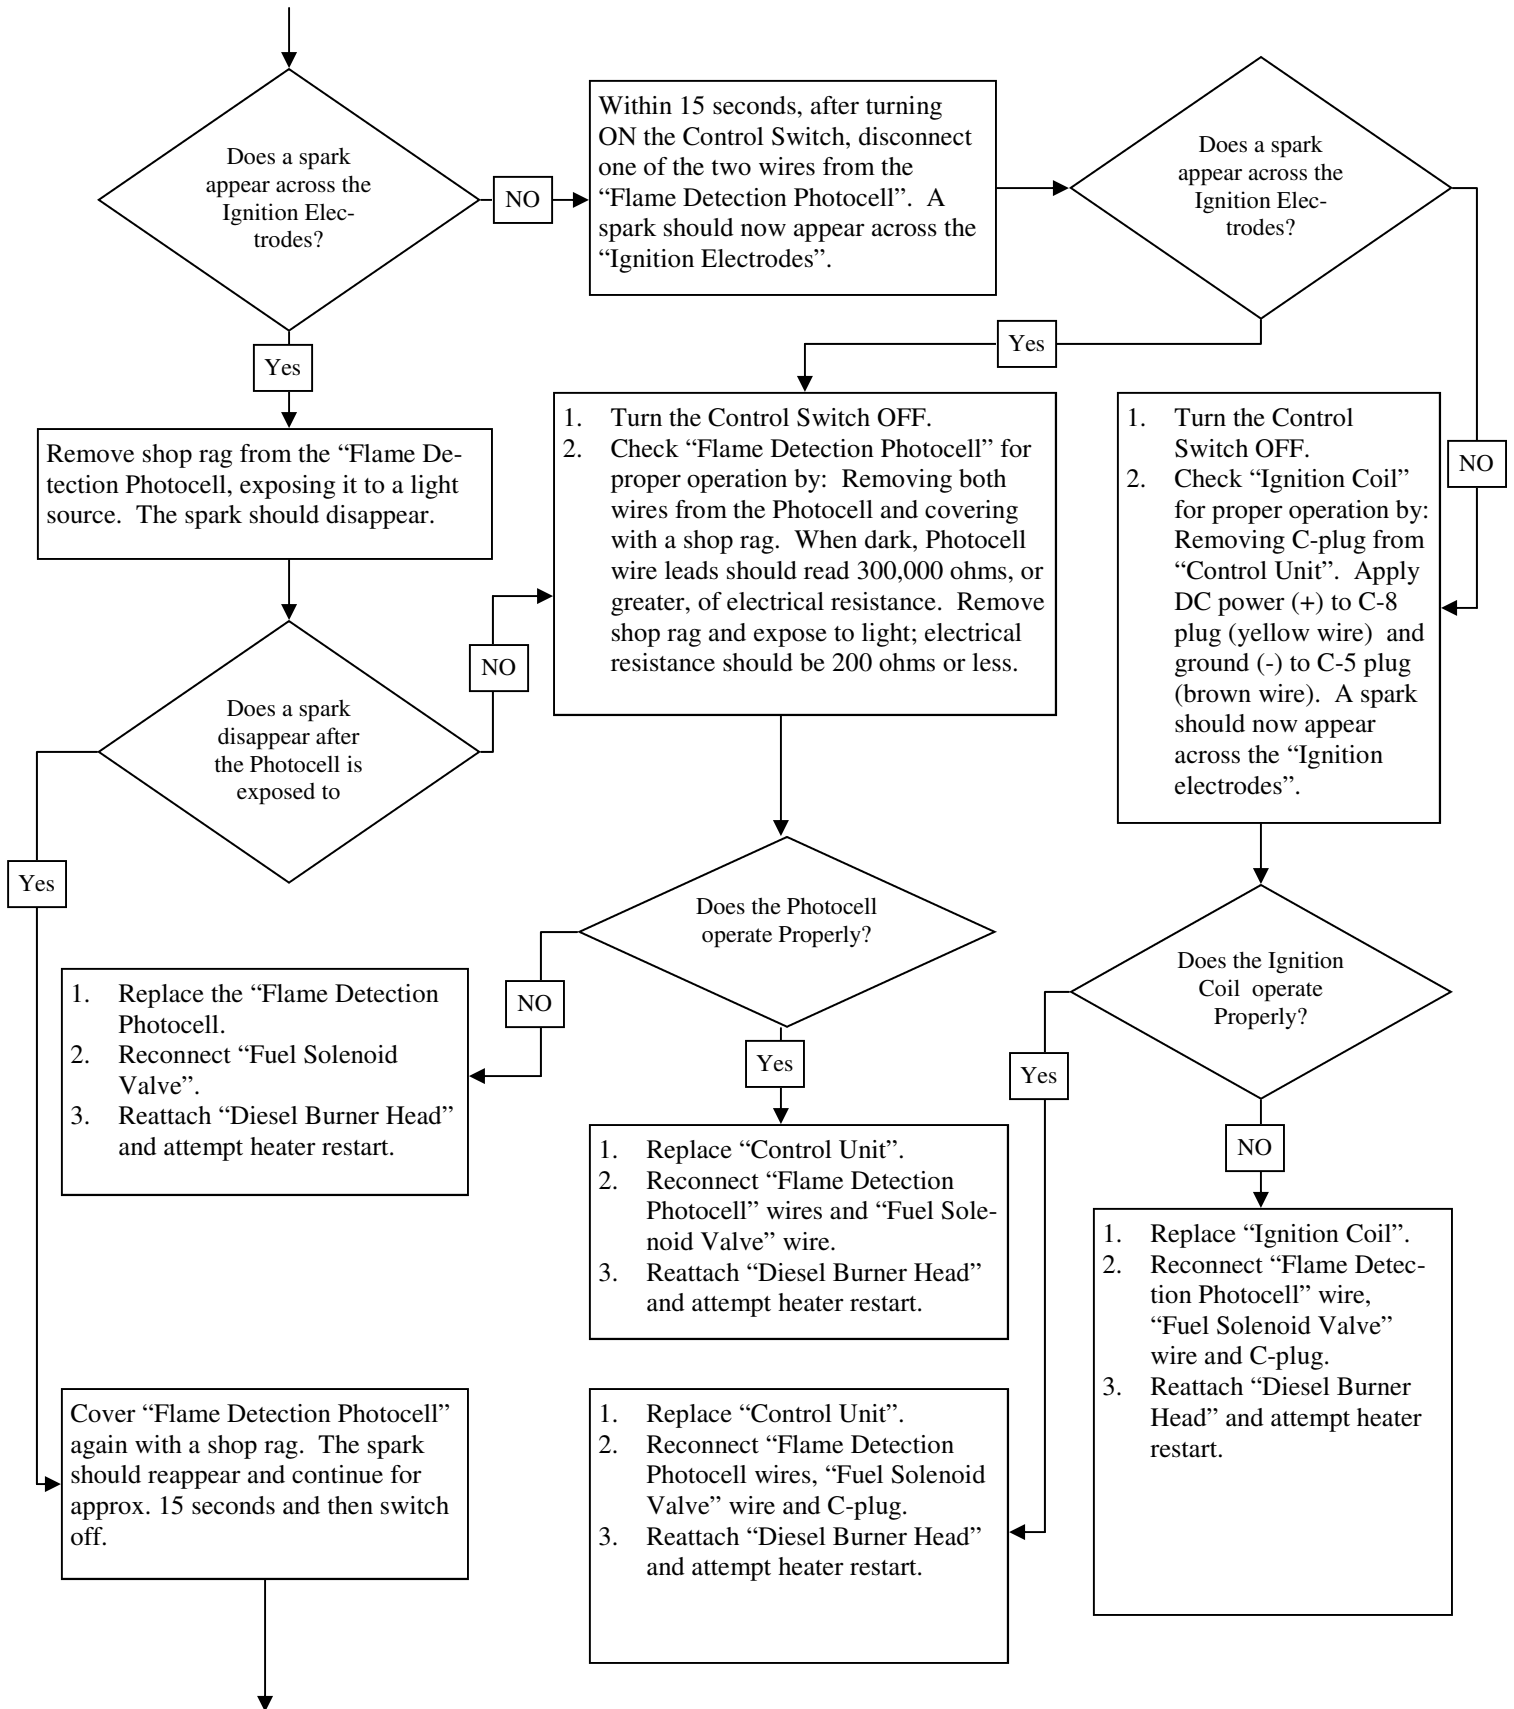 Does a spark
appear across the
Ignition Elec-
trodes?
NO
Within 15 seconds, after turning
ON the Control Switch, disconnect
one of the two wires from the
“Flame Detection Photocell”.  A
spark should now appear across the
“Ignition Electrodes”.
Does a spark
appear across the
Ignition Elec-
trodes?
Yes
Yes
NO
Remove shop rag from the “Flame De-
tection Photocell, exposing it to a light
source.  The spark should disappear.
1. Turn the Control Switch OFF.
2. Check “Flame Detection Photocell” for
proper operation by:  Removing both
wires from the Photocell and covering
with a shop rag.  When dark, Photocell
wire leads should read 300,000 ohms, or
greater, of electrical resistance.  Remove
shop rag and expose to light; electrical
resistance should be 200 ohms or less.
1. Turn the Control
Switch OFF.
2. Check “Ignition Coil”
for proper operation by:
Removing C-plug from
“Control Unit”.  Apply
DC power (+) to C-8
plug (yellow wire)  and
ground (-) to C-5 plug
(brown wire).  A spark
should now appear
across the “Ignition
electrodes”.
NO
Does a spark
disappear after
the Photocell is
exposed to
Yes
Does the Photocell
operate Properly?
Does the Ignition
Coil  operate
Properly?
NO
Yes
Yes
NO
1. Replace the “Flame Detection
Photocell.
2. Reconnect “Fuel Solenoid
Valve”.
3. Reattach “Diesel Burner Head”
and attempt heater restart.
1. Replace “Control Unit”.
2. Reconnect “Flame Detection
Photocell” wires and “Fuel Sole-
noid Valve” wire.
3. Reattach “Diesel Burner Head”
and attempt heater restart.
1. Replace “Ignition Coil”.
2. Reconnect “Flame Detec-
tion Photocell” wire,
“Fuel Solenoid Valve”
wire and C-plug.
3. Reattach “Diesel Burner
Head” and attempt heater
restart.
Cover “Flame Detection Photocell”
again with a shop rag.  The spark
should reappear and continue for
approx. 15 seconds and then switch
off.
1. Replace “Control Unit”.
2. Reconnect “Flame Detection
Photocell wires, “Fuel Solenoid
Valve” wire and C-plug.
3. Reattach “Diesel Burner Head”
and attempt heater restart.